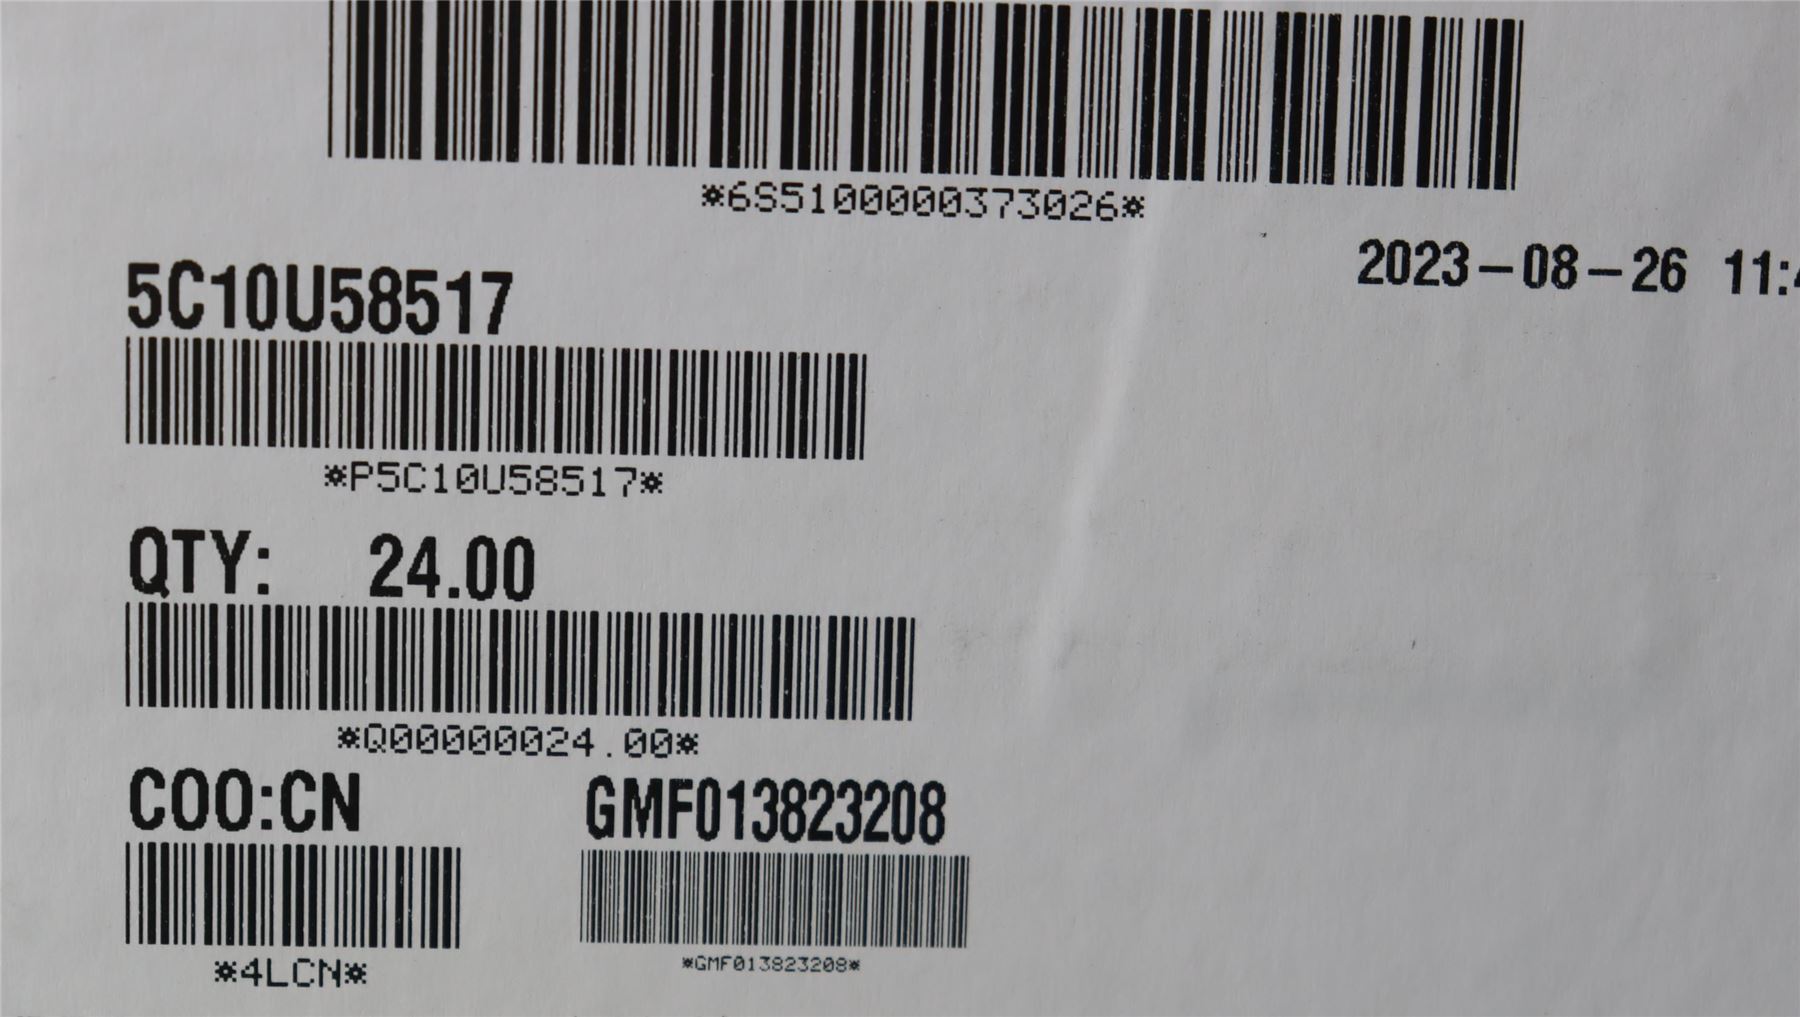 *6S5100000373026*
2023-08-26 11:
5C10U58517
*P5C10U58517*
QTY: 24.00
*Q00000024.00*
COO:CN GMF013823208
*4LCN* *GMF013823208*